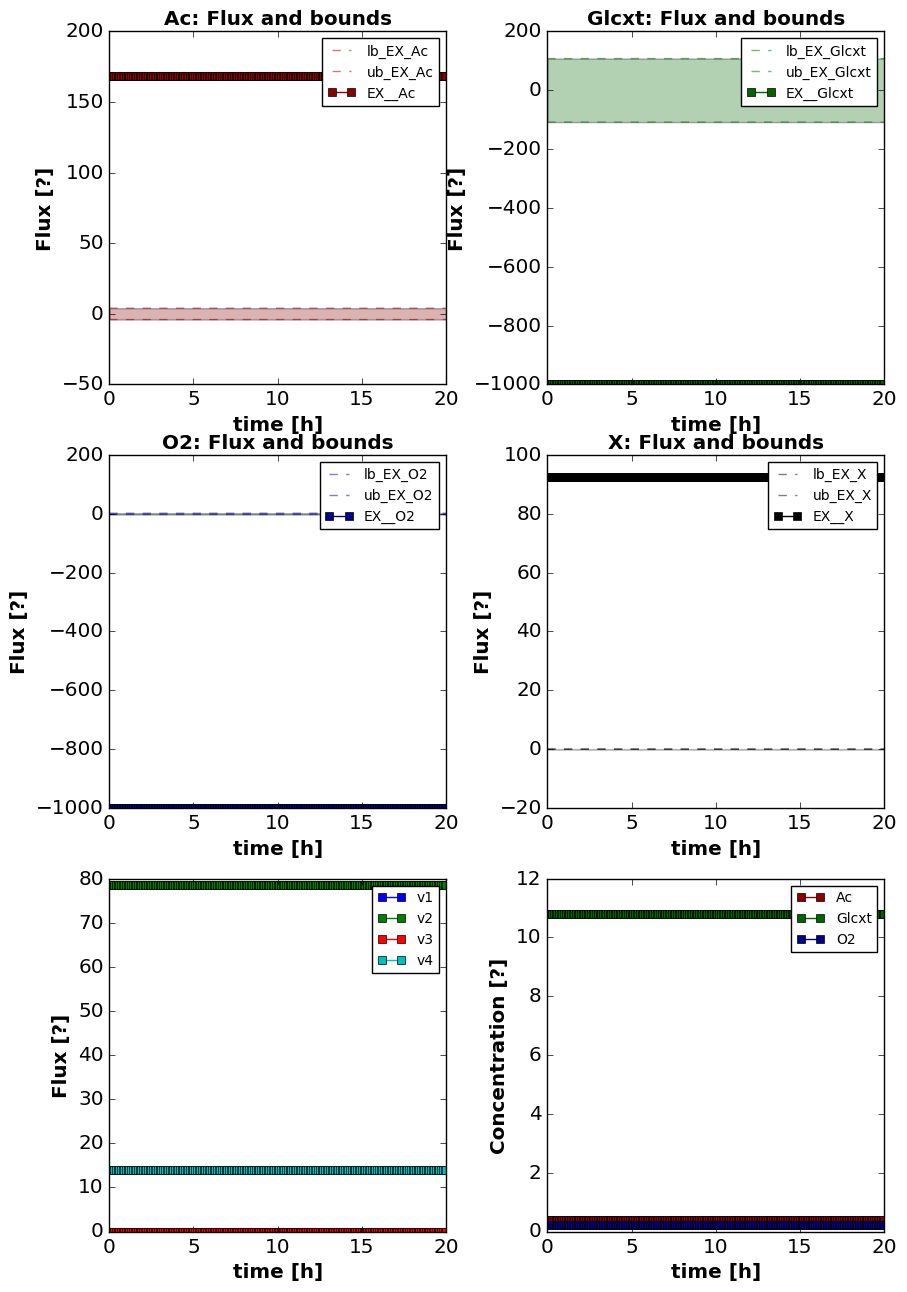 Ac: Flux and bounds
200
150
100
50
0
−50
Flux [?]
lb_EX_Ac
ub_EX_Ac
EX__Ac
0 5 10 15 20
time [h]
Glcxt: Flux and bounds
200
0
−200
−400
−600
−800
−1000
Flux [?]
lb_EX_Glcxt
ub_EX_Glcxt
EX__Glcxt
0 5 10 15 20
time [h]
O2: Flux and bounds
200
0
−200
−400
−600
−800
−1000
Flux [?]
lb_EX_O2
ub_EX_O2
EX__O2
0 5 10 15 20
time [h]
X: Flux and bounds
100
80
60
40
20
0
−20
Flux [?]
lb_EX_X
ub_EX_X
EX__X
0 5 10 15 20
time [h]
80
70
60
50
40
30
20
10
0
Flux [?]
v1
v2
v3
v4
0 5 10 15 20
time [h]
12
10
8
6
4
2
0
Concentration [?]
Ac
Glcxt
O2
0 5 10 15 20
time [h]